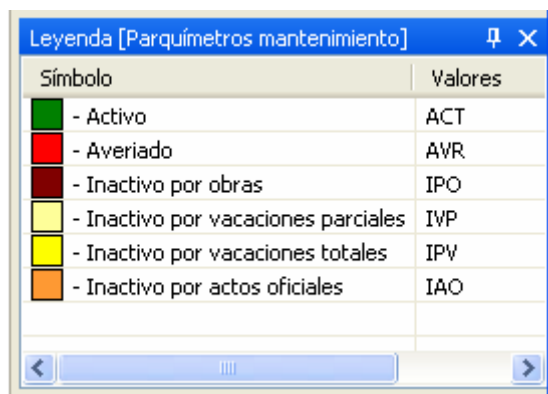 Leyenda [Parquímetros mantenimiento]
Símbolo Valores
- Activo ACT
- Averiado AVR
- Inactivo por obras IPO
- Inactivo por vacaciones parciales IVP
- Inactivo por vacaciones totales IPV
- Inactivo por actos oficiales IAO